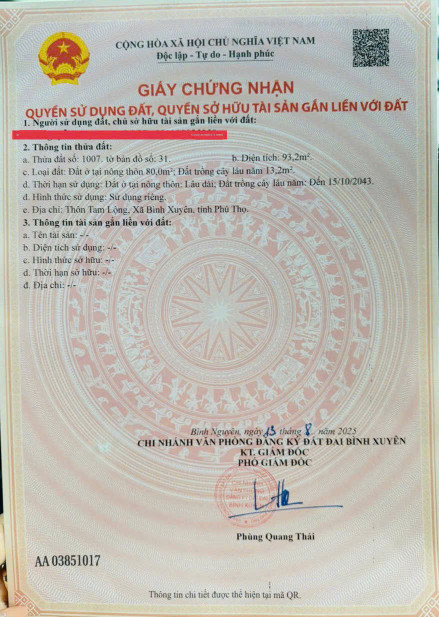 CỘNG HÒA XÃ HỘI CHỦ NGHĨA VIỆT NAM
Độc lập - Tự do - Hạnh phúc
GIẤY CHỨNG NHẬN
QUYỀN SỬ DỤNG ĐẤT, QUYỀN SỞ HỮU TÀI SẢN GẮN LIỀN VỚI ĐẤT
1. Người sử dụng đất, chủ sở hữu tài sản gắn liền với đất:
2. Thông tin thửa đất:
a. Thửa đất số: 1007. tờ bản đồ số: 31. b. Diện tích: 93,2m².
c. Loại đất: Đất ở tại nông thôn 80,0m²; Đất trồng cây lâu năm 13,2m².
d. Thời hạn sử dụng: Đất ở tại nông thôn: Lâu dài; Đất trồng cây lâu năm: Đến 15/10/2043.
đ. Hình thức sử dụng: Sử dụng riêng.
e. Địa chỉ: Thôn Tam Lộng, Xã Bình Xuyên, tỉnh Phú Thọ.
3. Thông tin tài sản gắn liền với đất:
a. Tên tài sản: -/-
b. Diện tích sử dụng: -/-
c. Hình thức sở hữu: -/-
d. Thời hạn sở hữu: -/-
đ. Địa chỉ: -/-
Bình Nguyên, ngày 13 tháng 8 năm 2025
CHI NHÁNH VĂN PHÒNG ĐĂNG KÝ ĐẤT ĐAI BÌNH XUYÊN
KT. GIÁM ĐỐC
PHÓ GIÁM ĐỐC
Phùng Quang Thái
AA 03851017
Thông tin chi tiết được thể hiện tại mã QR.